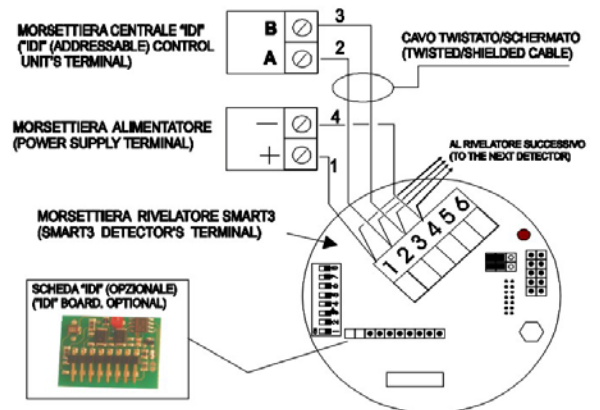 MORSETTIERA CENTRALE "IDI"
("IDI" (ADDRESSABLE) CONTROL
UNIT'S TERMINAL)
B
A
3
2
CAVO TWISTATO/SCHERMATO
(TWISTED/SHIELDED CABLE)
MORSETTIERA ALIMENTATORE
(POWER SUPPLY TERMINAL)
—
+
4
1
AL RIVELATORE SUCCESSIVO
(TO THE NEXT DETECTOR)
MORSETTIERA RIVELATORE SMART3
(SMART3 DETECTOR'S TERMINAL)
1 2 3 4 5 6
SCHEDA "IDI" (OPZIONALE)
("IDI" BOARD. OPTIONAL)